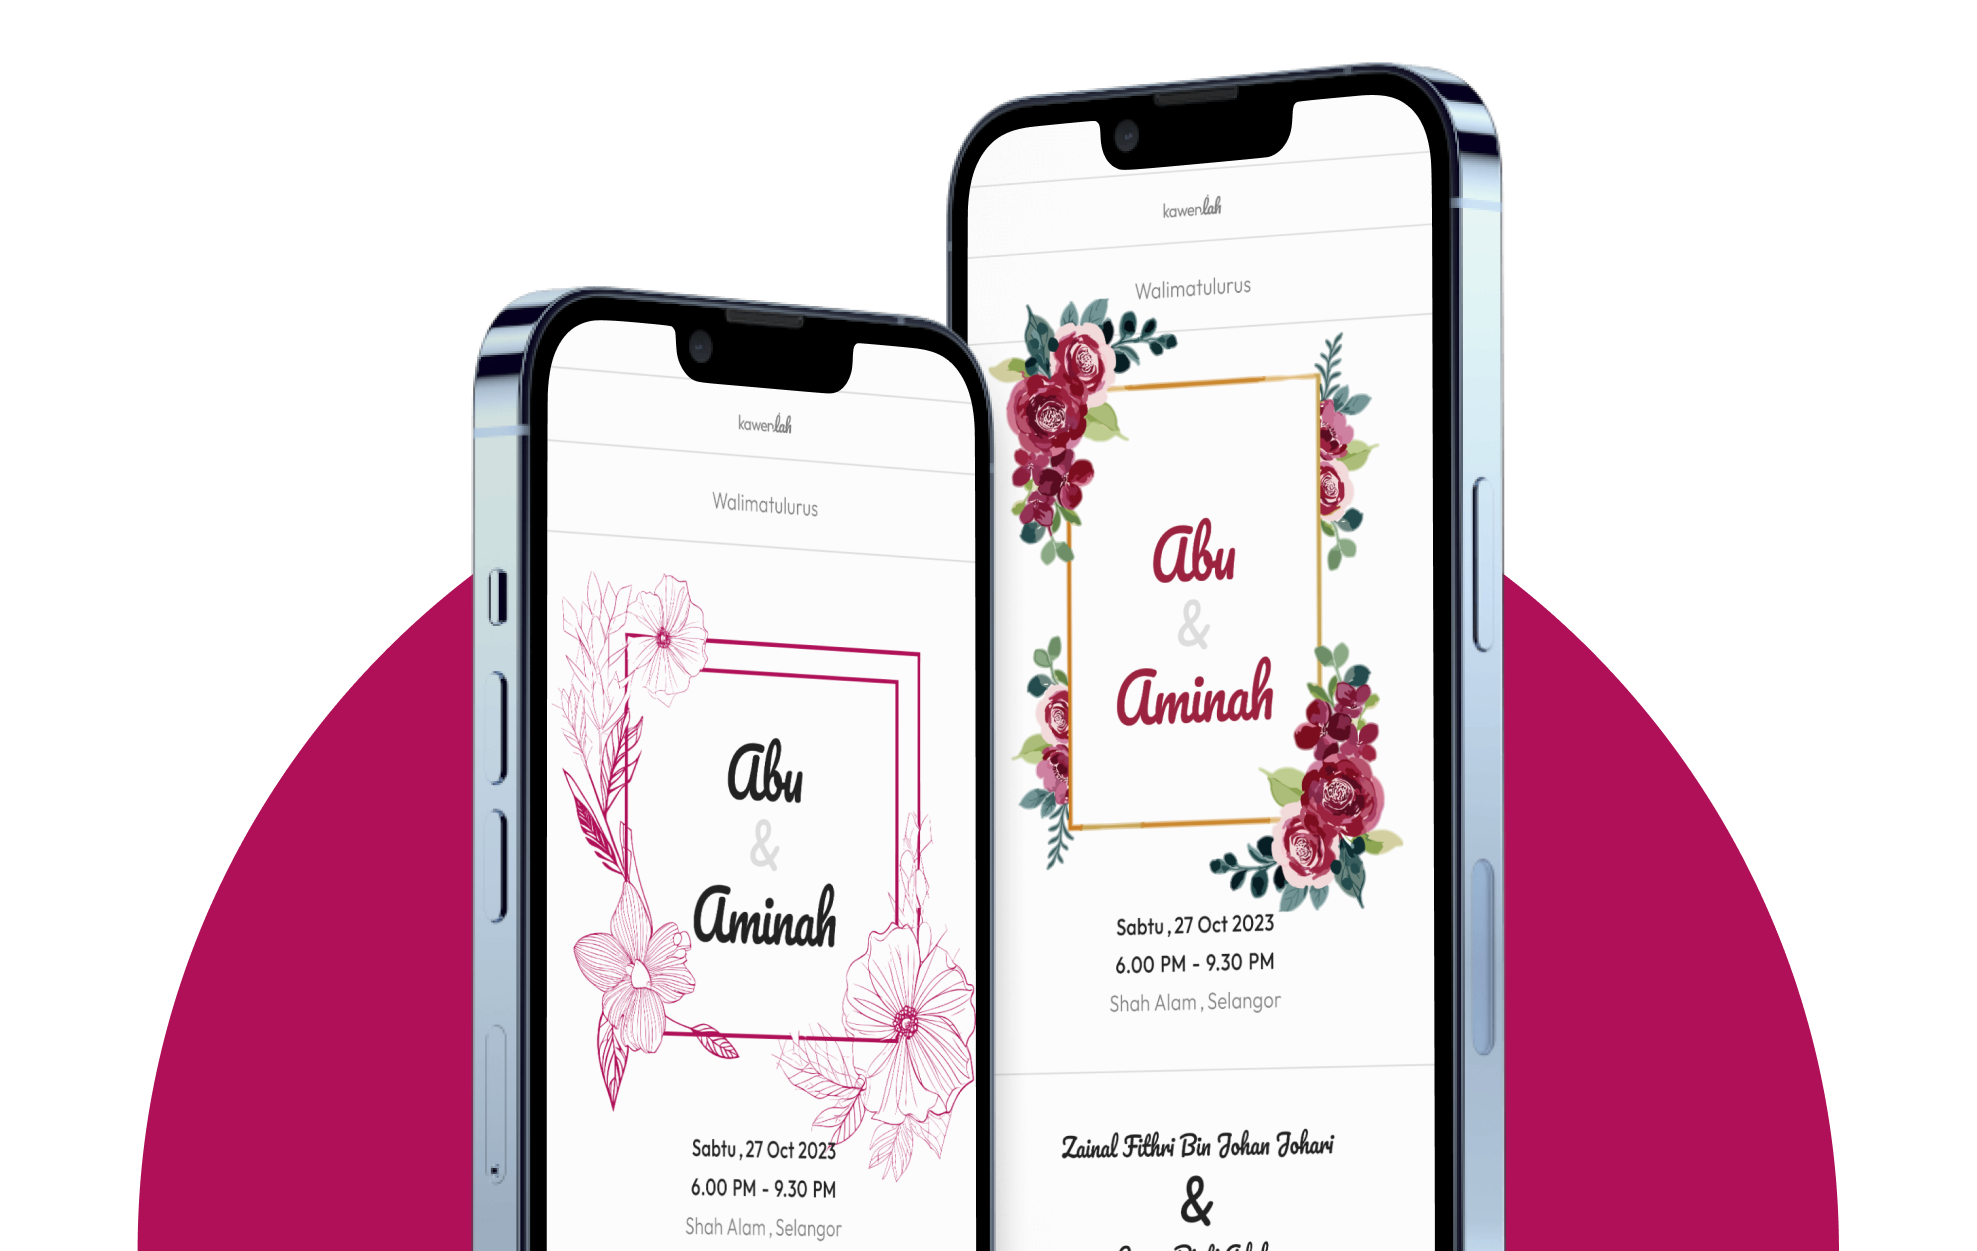 kawenlah
Walimatulurus
Abu
&
Aminah
Sabtu , 27 Oct 2023
6.00 PM - 9.30 PM
Shah Alam , Selangor
kawenlah
Walimatulurus
Abu
&
Aminah
Sabtu , 27 Oct 2023
6.00 PM - 9.30 PM
Shah Alam , Selangor
Zainal Fithri Bin Johan Johari
&